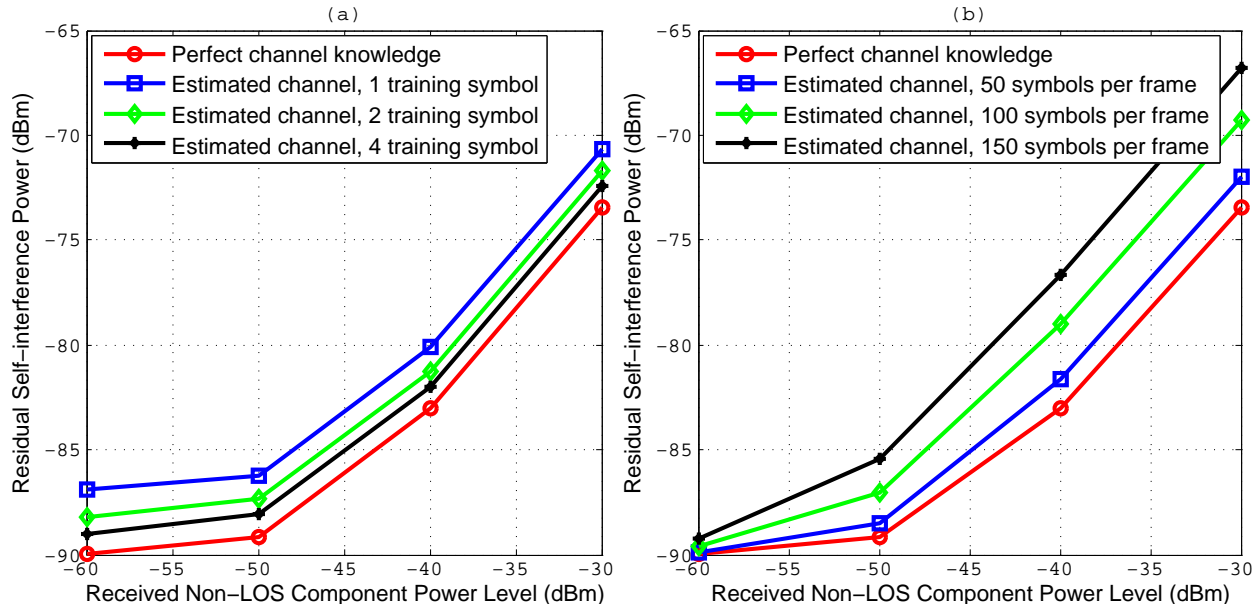 (a)
Residual Self−interference Power (dBm)
−65
−70
−75
−80
−85
−90
Perfect channel knowledge
Estimated channel, 1 training symbol
Estimated channel, 2 training symbol
Estimated channel, 4 training symbol
−60
−55
−50
−45
−40
−35
−30
Received Non−LOS Component Power Level (dBm)
(b)
Residual Self−interference Power (dBm)
−65
−70
−75
−80
−85
−90
Perfect channel knowledge
Estimated channel, 50 symbols per frame
Estimated channel, 100 symbols per frame
Estimated channel, 150 symbols per frame
−60
−55
−50
−45
−40
−35
−30
Received Non−LOS Component Power Level (dBm)